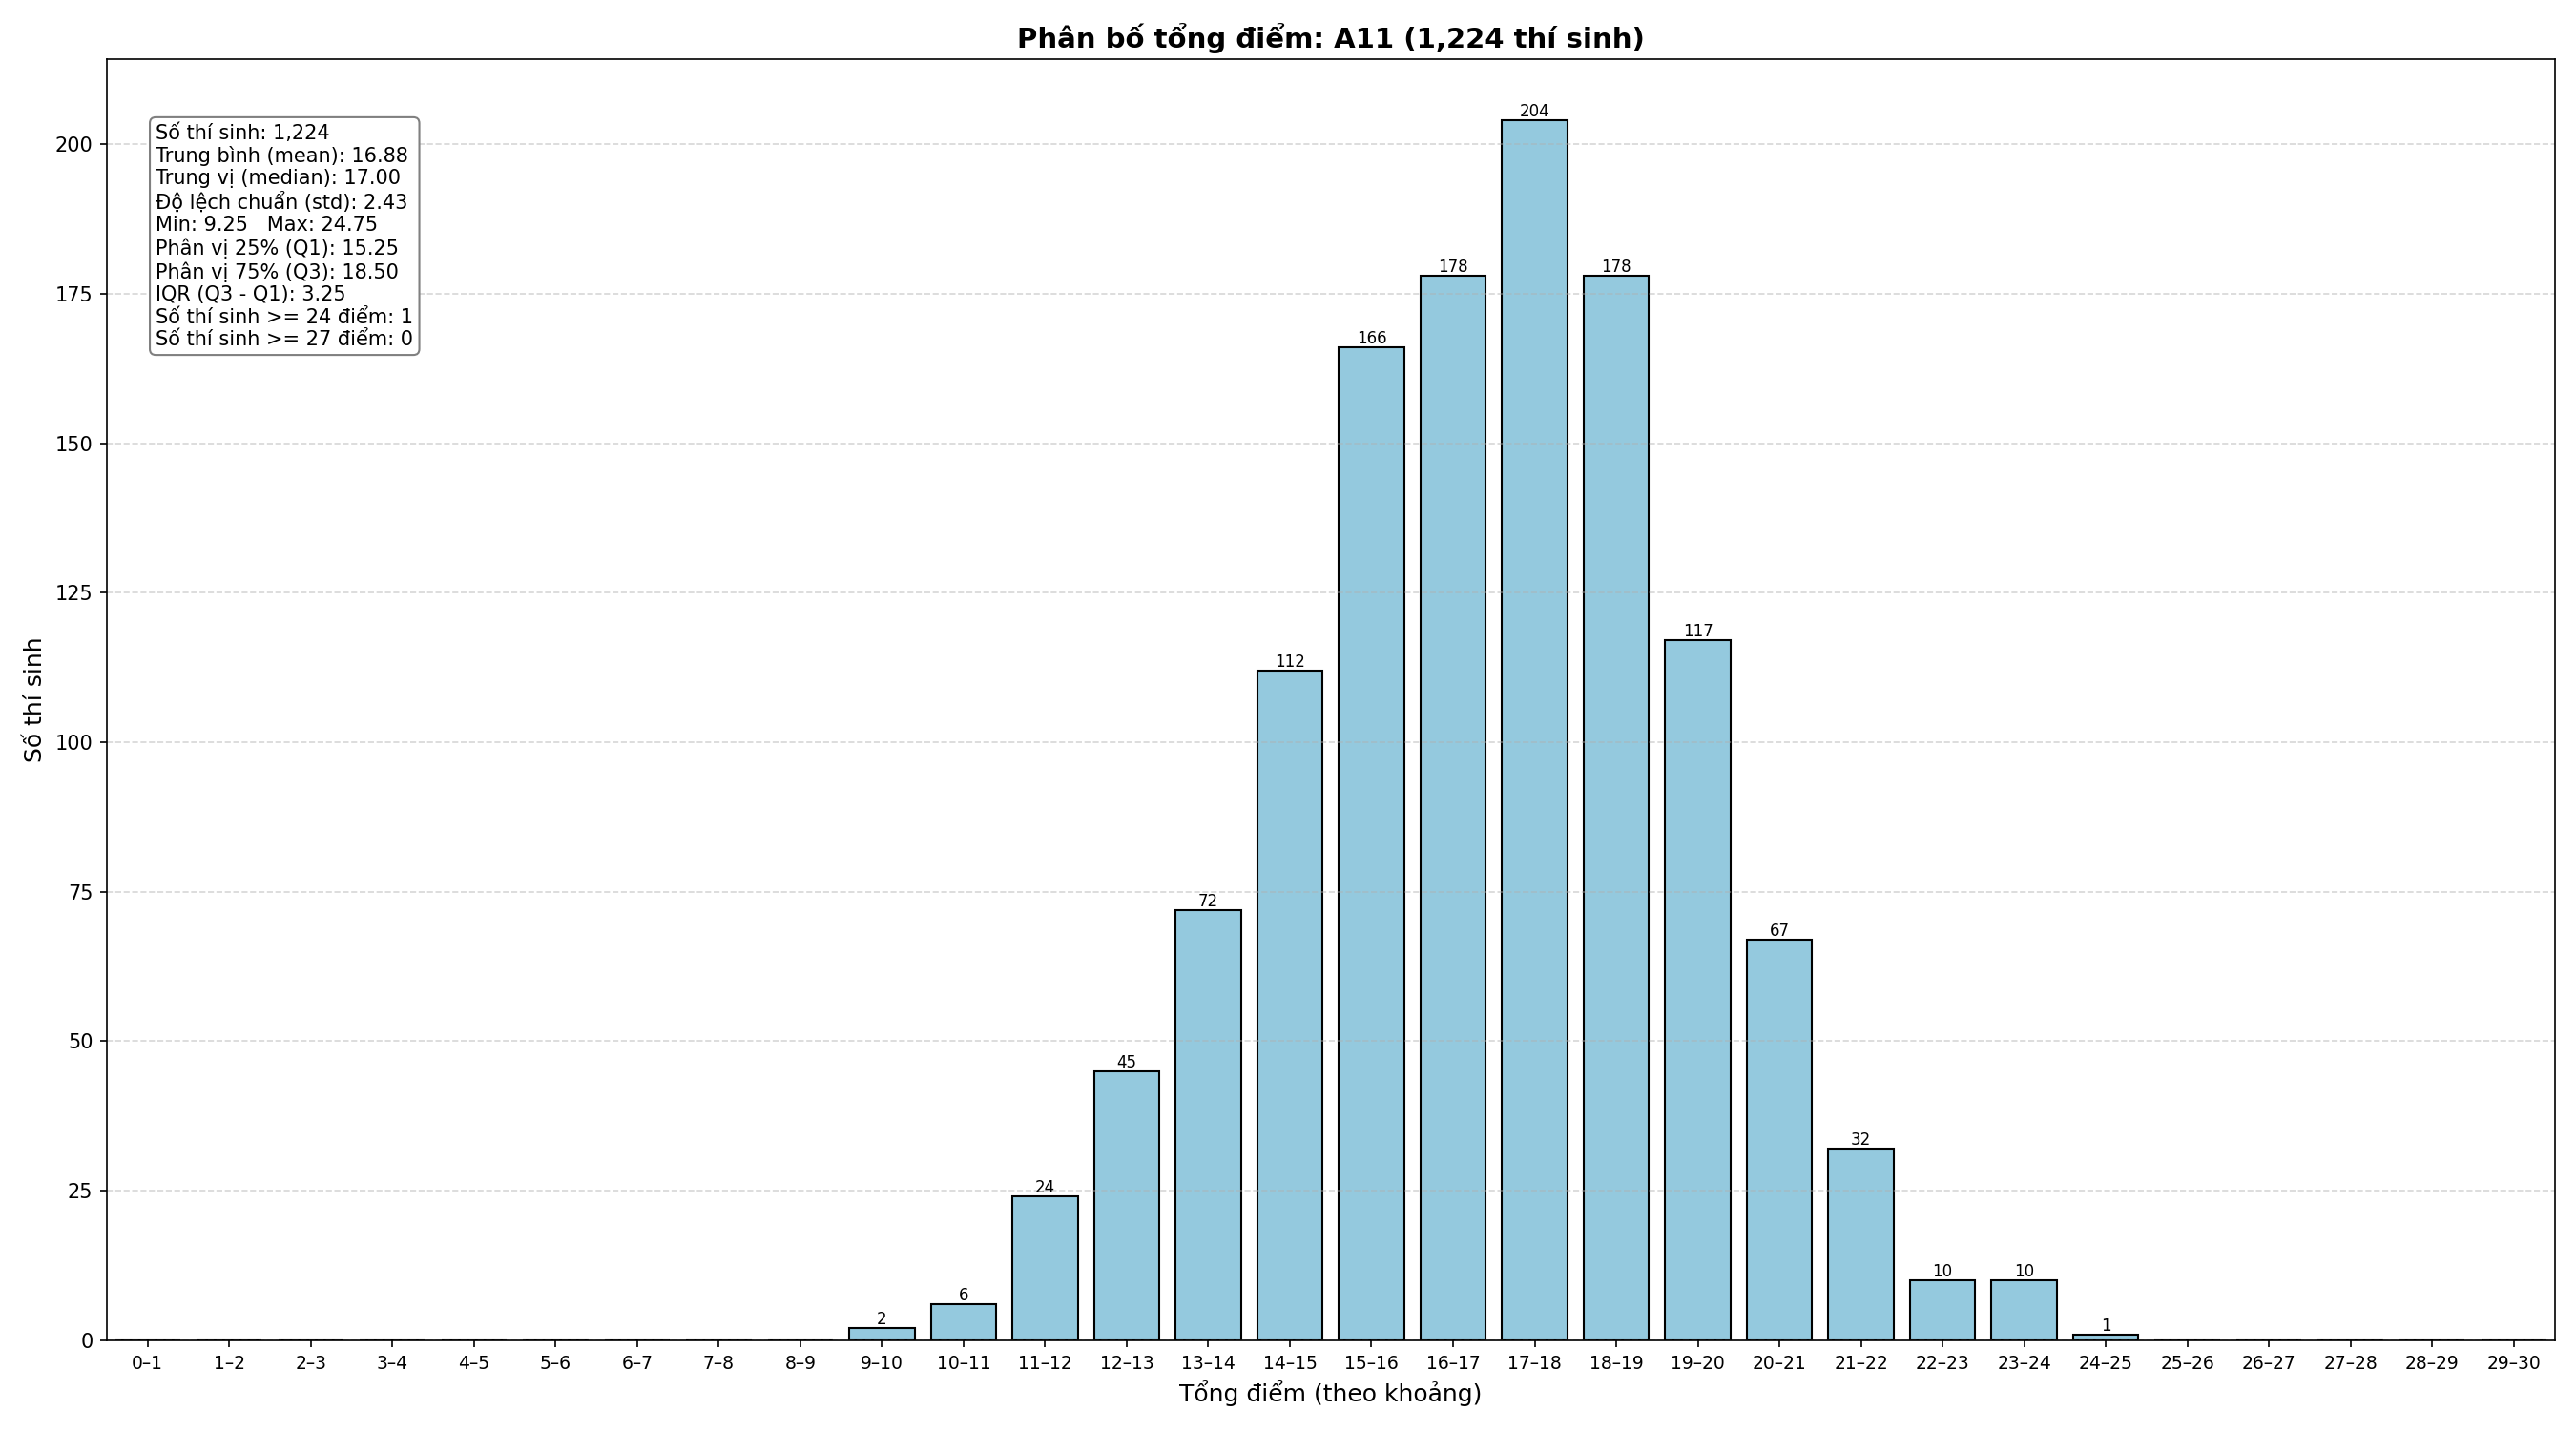 Phân bố tổng điểm: A11 (1,224 thí sinh)
Số thí sinh: 1,224
Trung bình (mean): 16.88
Trung vị (median): 17.00
Độ lệch chuẩn (std): 2.43
Min: 9.25   Max: 24.75
Phân vị 25% (Q1): 15.25
Phân vị 75% (Q3): 18.50
IQR (Q3 - Q1): 3.25
Số thí sinh >= 24 điểm: 1
Số thí sinh >= 27 điểm: 0
Số thí sinh
200
175
150
125
100
75
50
25
0
2
6
24
45
72
112
166
178
204
178
117
67
32
10
10
1
0–1 1–2 2–3 3–4 4–5 5–6 6–7 7–8 8–9 9–10 10–11 11–12 12–13 13–14 14–15 15–16 16–17 17–18 18–19 19–20 20–21 21–22 22–23 23–24 24–25 25–26 26–27 27–28 28–29 29–30
Tổng điểm (theo khoảng)